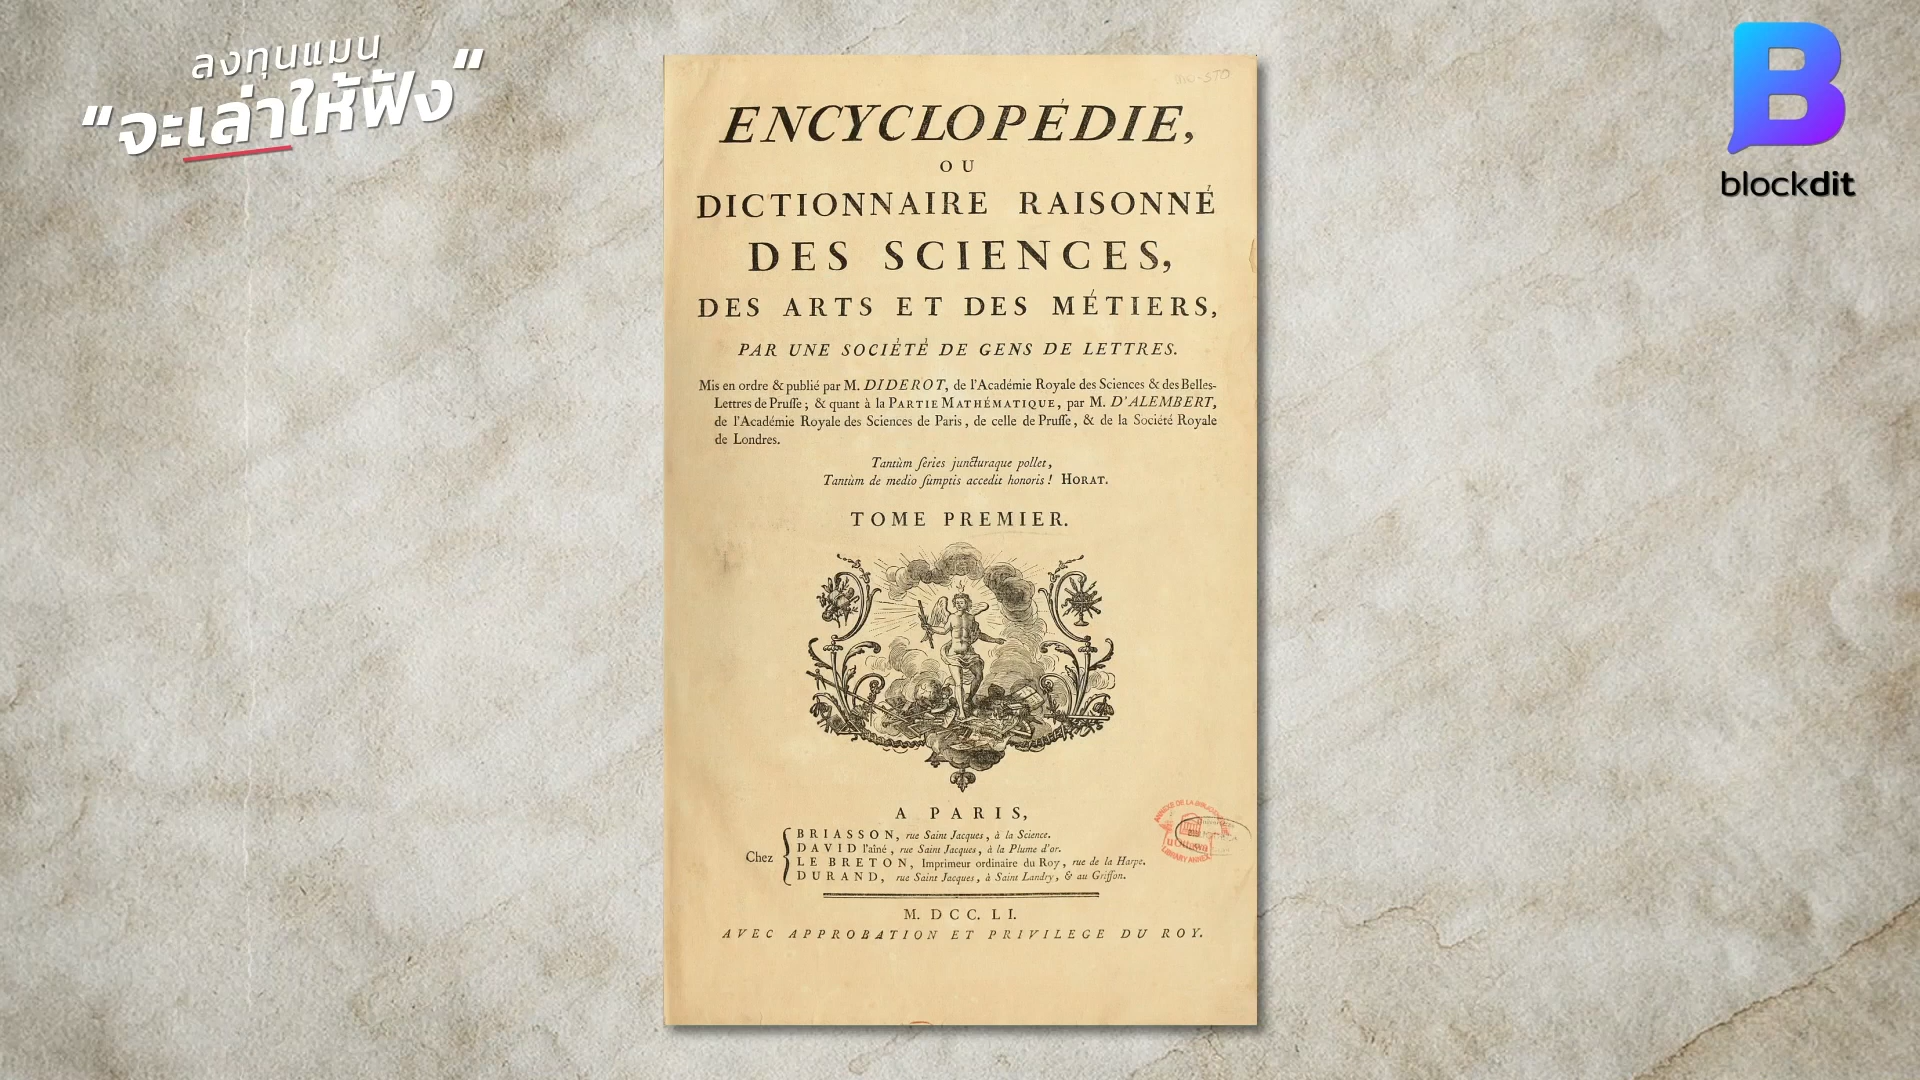 ลงทุนแมน
“จะเล่าให้ฟัง“
B
blockdit
ENCYCLOPÉDIE,
OU
DICTIONNAIRE RAISONNÉ
DES SCIENCES,
DES ARTS ET DES MÉTIERS,
PAR UNE SOCIÉTÉ DE GENS DE LETTRES.
Mis en ordre & publié par M. DIDEROT, de l'Académie Royale des Sciences & des Belles-
Lettres de Pruſſe ; & quant à la PARTIE MATHÉMATIQUE, par M. D'ALEMBERT,
de l'Académie Royale des Sciences de Paris, de celle de Pruſſe, & de la Société Royale
de Londres.
Tantùm ſeries juncturaque pollet,
Tantùm de medio ſumptis accedit honoris ! HORAT.
TOME PREMIER.
A PARIS,
Chez
BRIASSON, rue Saint Jacques, à la Science.
DAVID l'aîné, rue Saint Jacques, à la Plume d'or.
LE BRETON, Imprimeur ordinaire du Roy, rue de la Harpe.
DURAND, rue Saint Jacques, à Saint Landry, & au Griffon.
M. DCC. LI.
AVEC APPROBATION ET PRIVILEGE DU ROY.
LIBRARY ANNEX